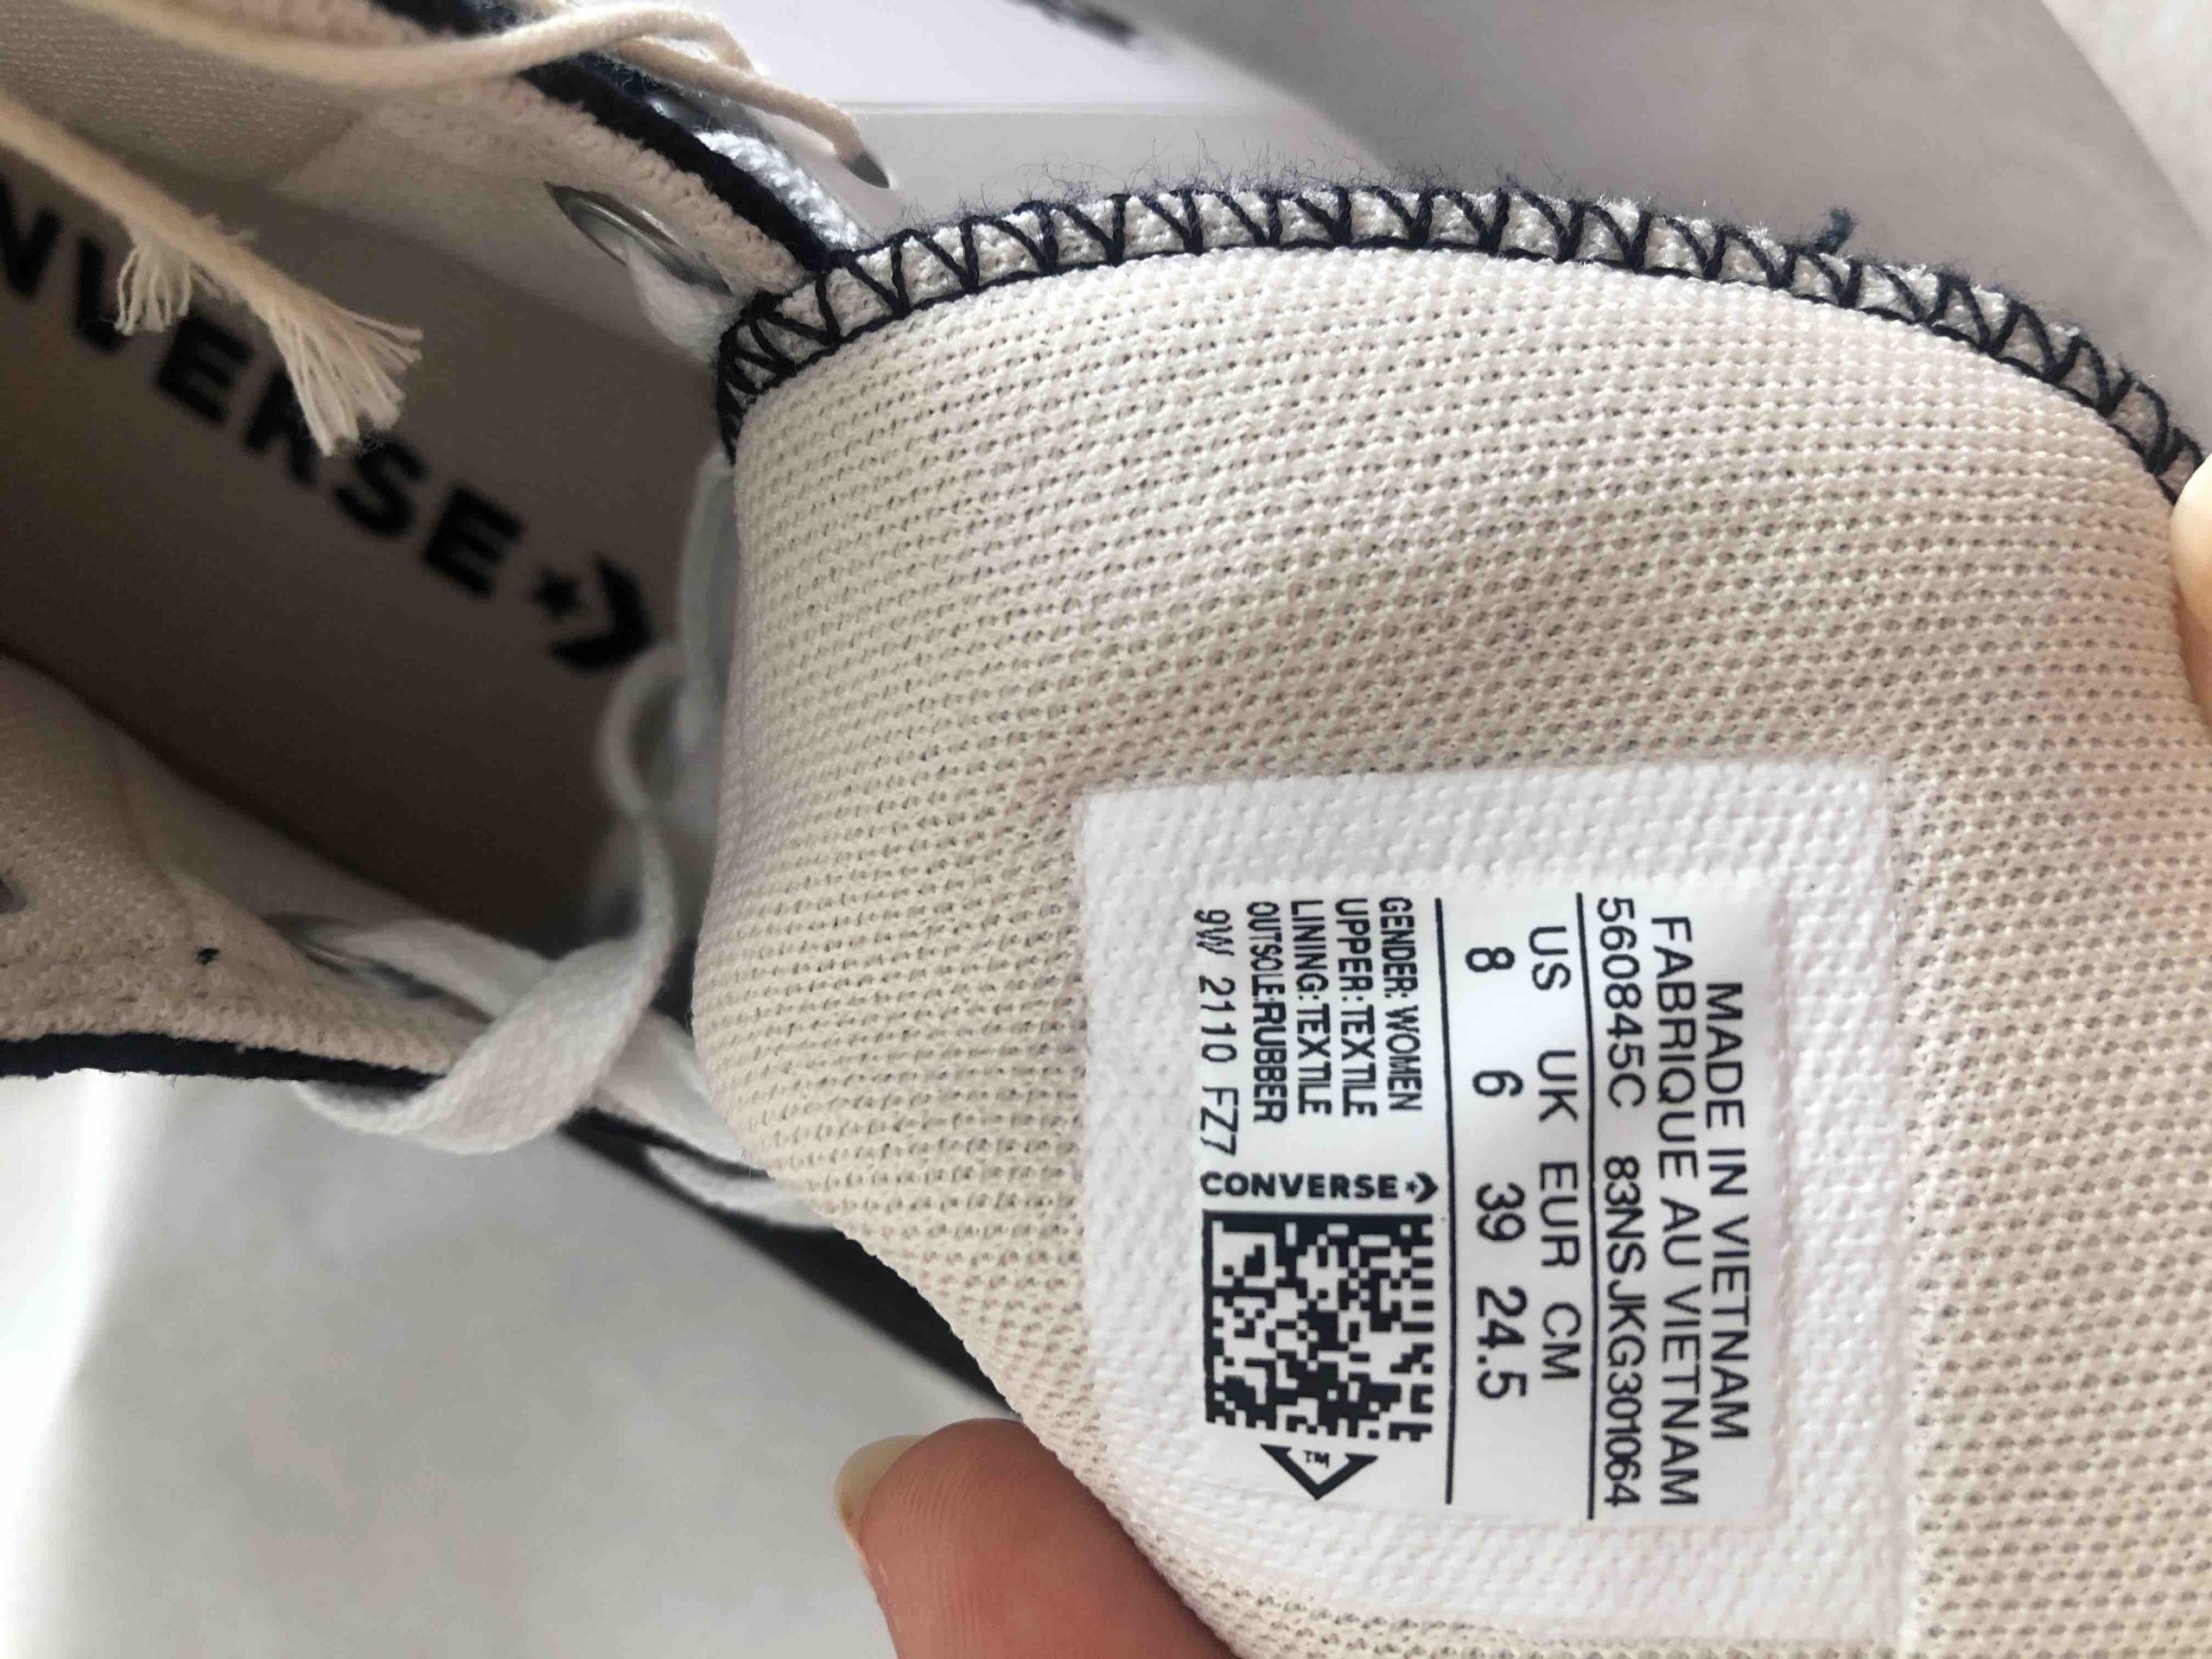 MADE IN VIETNAM
FABRIQUE AU VIETNAM
560845C 83NSJKG301064
US UK EUR CM
8 6 39 24.5
GENDER: WOMEN
UPPER: TEXTILE
LINING: TEXTILE
OUTSOLE:RUBBER
9W 2110 FZ7
CONVERSE
TM
NVERSE